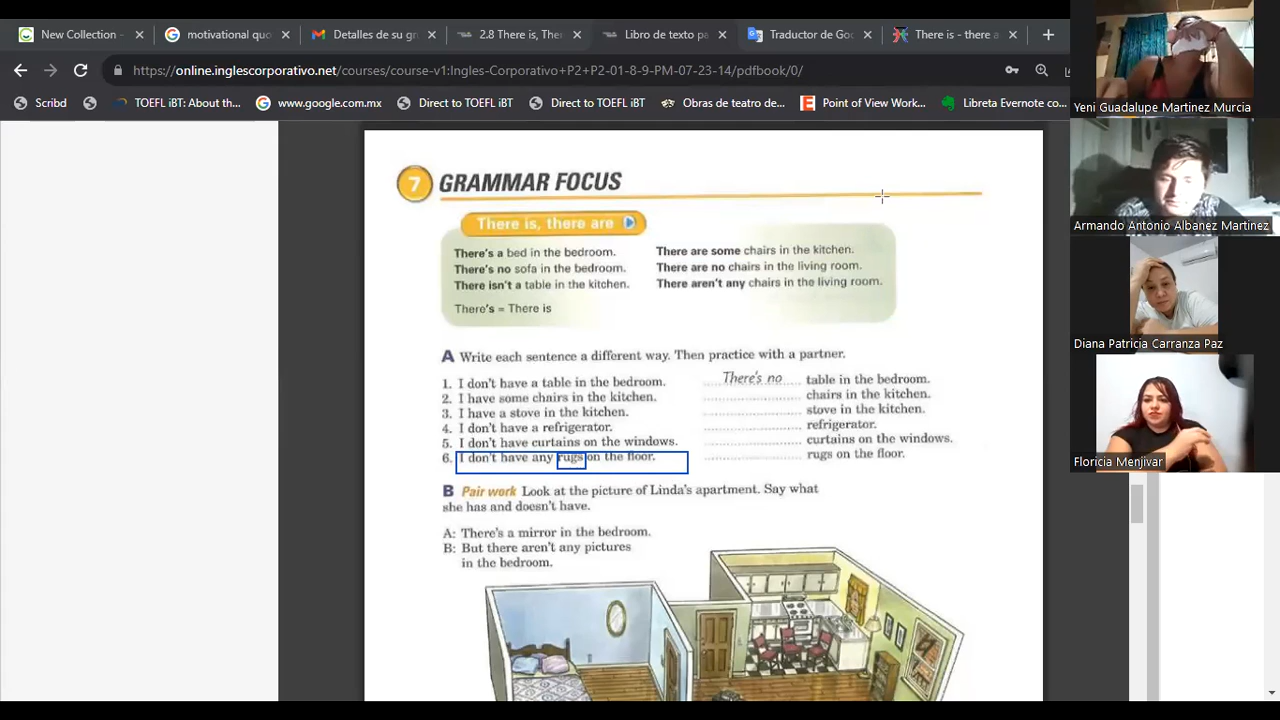 New Collection -
motivational quo
Detalles de su gr
2.8 There is, Ther
Libro de texto pa
Traductor de Goo
There is - there a
https://online.inglescorporativo.net/courses/course-v1:Ingles-Corporativo+P2+P2-01-8-9-PM-07-23-14/pdfbook/0/
Scribd
TOEFL iBT: About th...
www.google.com.mx
Direct to TOEFL iBT
Direct to TOEFL iBT
Obras de teatro de...
Point of View Work...
Libreta Evernote co...
Yeni Guadalupe Martinez Murcia
Armando Antonio Albanez Martinez
Diana Patricia Carranza Paz
Floricia Menjivar
7 GRAMMAR FOCUS
There is, there are
There's a bed in the bedroom.
There's no sofa in the bedroom.
There isn't a table in the kitchen.
There's = There is
There are some chairs in the kitchen.
There are no chairs in the living room.
There aren't any chairs in the living room.
A Write each sentence a different way. Then practice with a partner.
1. I don't have a table in the bedroom. There's no table in the bedroom.
2. I have some chairs in the kitchen. chairs in the kitchen.
3. I have a stove in the kitchen. stove in the kitchen.
4. I don't have a refrigerator. refrigerator.
5. I don't have curtains on the windows. curtains on the windows.
6. I don't have any rugs on the floor. rugs on the floor.
B Pair work Look at the picture of Linda's apartment. Say what
she has and doesn't have.
A: There's a mirror in the bedroom.
B: But there aren't any pictures
in the bedroom.